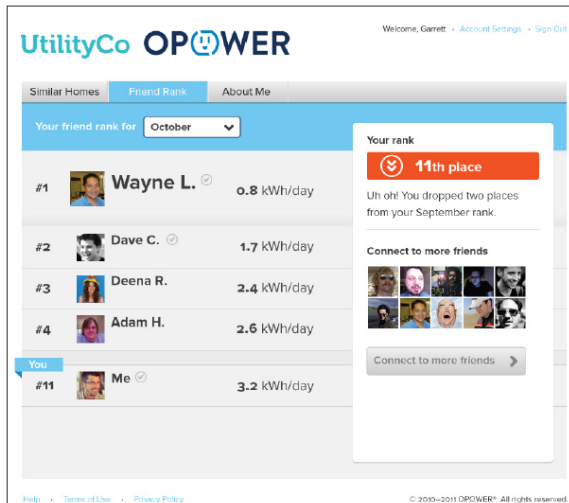 Welcome, Garrett · Account Settings · Sign Out
UtilityCo OPOWER
Similar Homes Friend Rank About Me
Your friend rank for October
#1 Wayne L. 0.8 kWh/day
#2 Dave C. 1.7 kWh/day
#3 Deena R. 2.4 kWh/day
#4 Adam H. 2.6 kWh/day
You
#11 Me 3.2 kWh/day
Your rank
11th place
Uh oh! You dropped two places
from your September rank.
Connect to more friends
Connect to more friends
Help · Terms of Use · Privacy Policy
© 2010–2011 OPOWER®. All rights reserved.